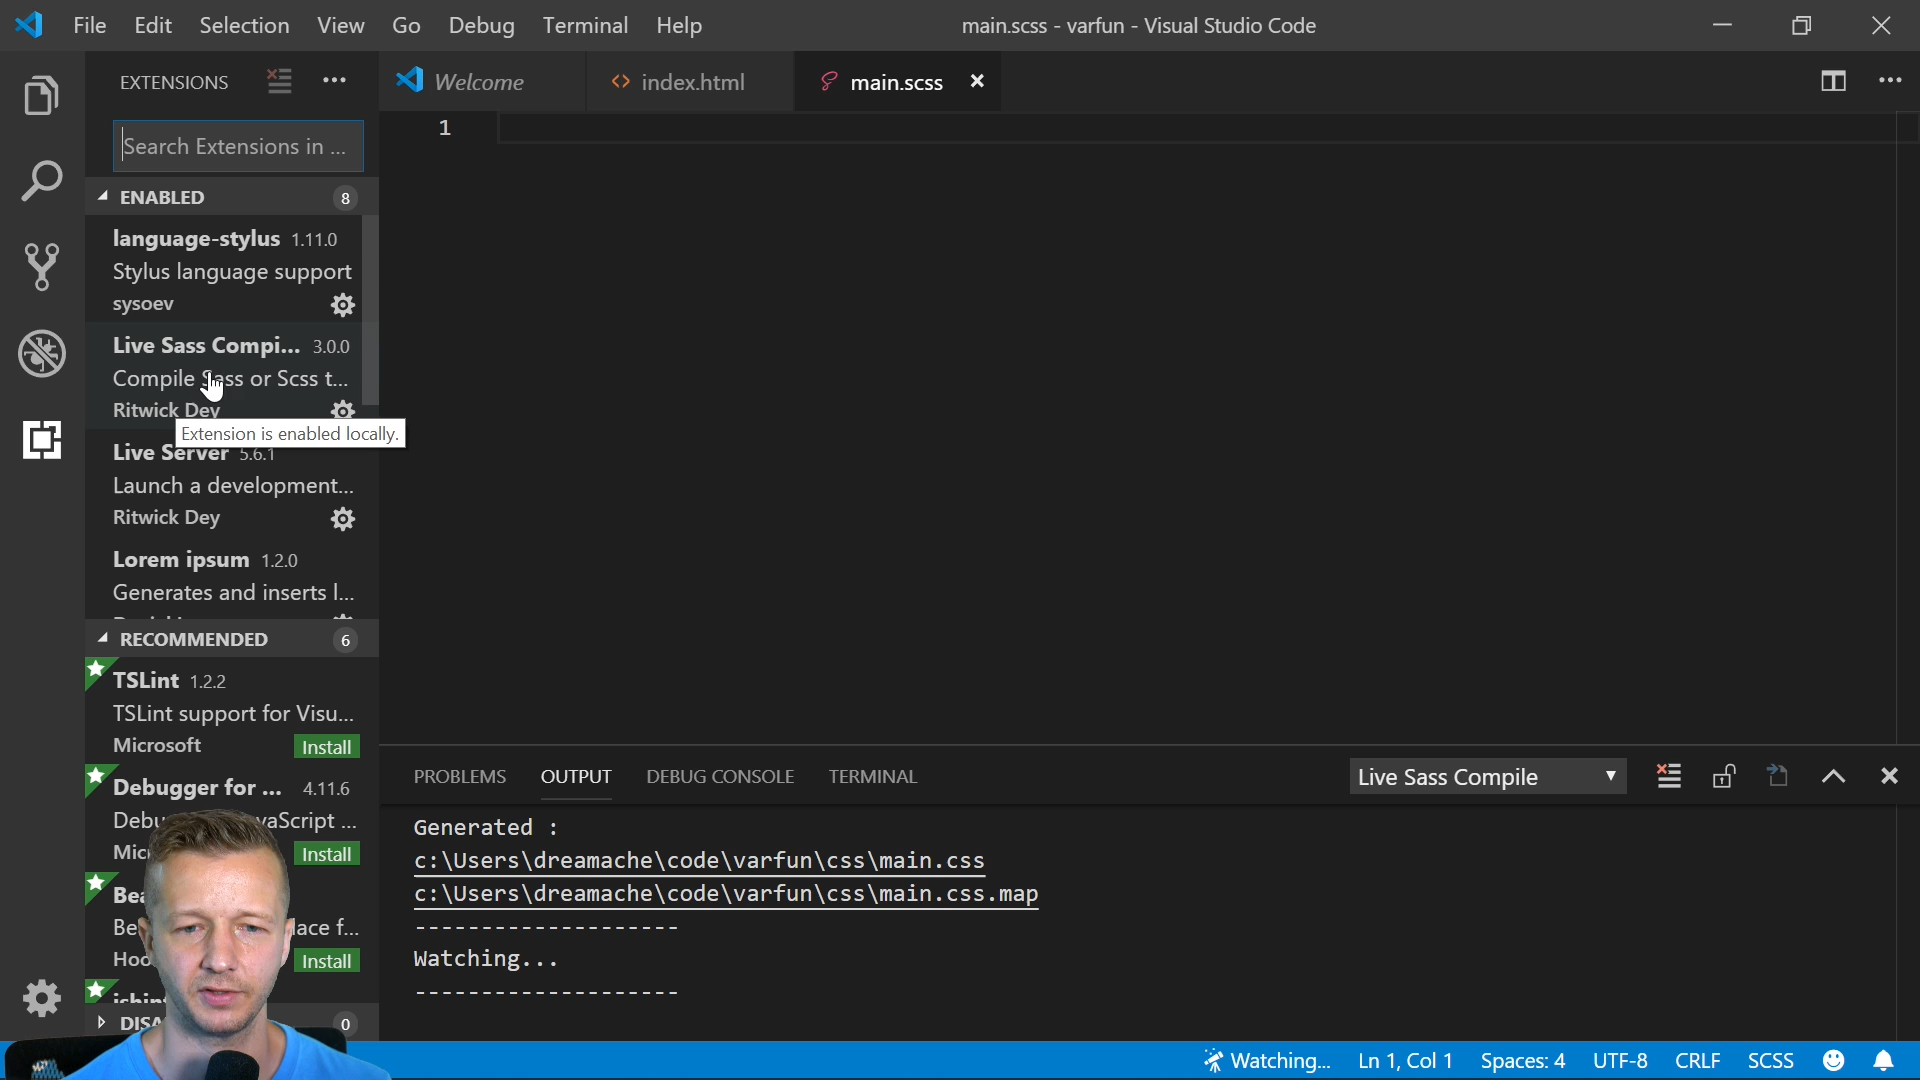 File Edit Selection View Go Debug Terminal Help
main.scss - varfun - Visual Studio Code
EXTENSIONS
Welcome
index.html
main.scss
Search Extensions in ...
1
ENABLED 8
language-stylus 1.11.0
Stylus language support
sysoev
Live Sass Compi... 3.0.0
Compile Sass or Scss t...
Ritwick Dey
Extension is enabled locally.
Live Server 5.6.1
Launch a development...
Ritwick Dey
Lorem ipsum 1.2.0
Generates and inserts l...
RECOMMENDED 6
TSLint 1.2.2
TSLint support for Visu...
Microsoft Install
Debugger for ... 4.11.6
Install
Install
0
PROBLEMS OUTPUT DEBUG CONSOLE TERMINAL
Live Sass Compile
Generated :
c:\Users\dreamache\code\varfun\css\main.css
c:\Users\dreamache\code\varfun\css\main.css.map
--------------------
Watching...
--------------------
Watching... Ln 1, Col 1 Spaces: 4 UTF-8 CRLF SCSS